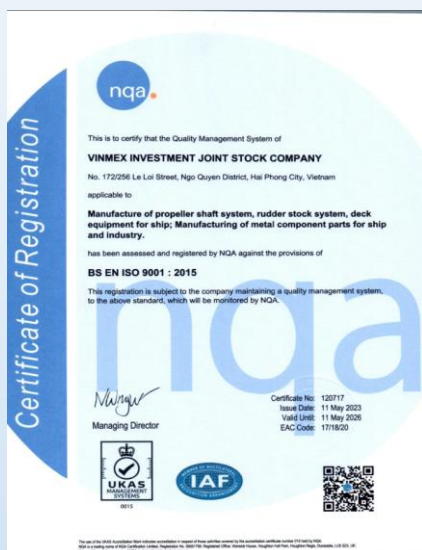 nqa.
Certificate of Registration
This is to certify that the Quality Management System of
VINMEX INVESTMENT JOINT STOCK COMPANY
No. 172/256 Le Loi Street, Ngo Quyen District, Hai Phong City, Vietnam
applicable to
Manufacture of propeller shaft system, rudder stock system, deck
equipment for ship; Manufacturing of metal component parts for ship
and industry.
has been assessed and registered by NQA against the provisions of
BS EN ISO 9001 : 2015
This registration is subject to the company maintaining a quality management system,
to the above standard, which will be monitored by NQA.
nqa
Managing Director
Certificate No: 120717
Issue Date: 11 May 2023
Valid Until: 11 May 2026
EAC Code: 17/18/20
UKAS
MANAGEMENT
SYSTEMS
0015
IAF